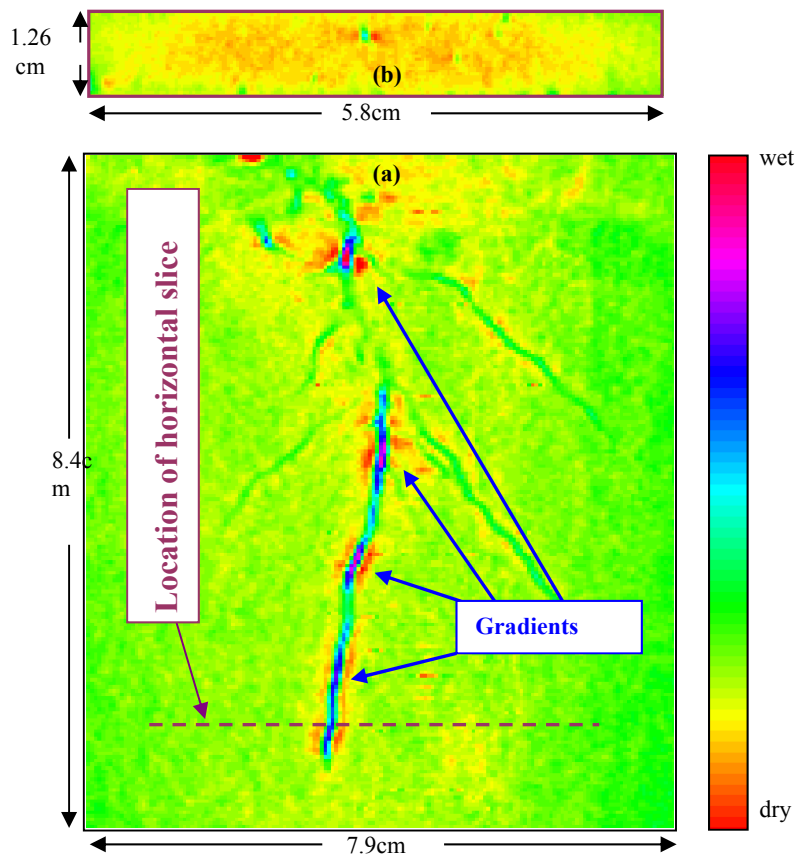 1.26
cm
(b)
5.8cm
(a)
wet
Location of horizontal slice
8.4c
m
Gradients
dry
7.9cm